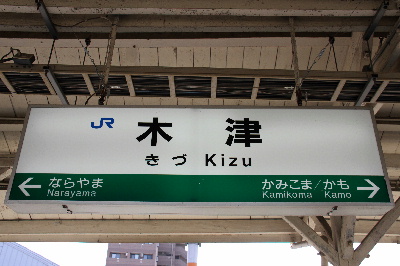 JR 木津
きづ Kizu
← ならやま かみこま/かも →
Narayama Kamikoma Kamo